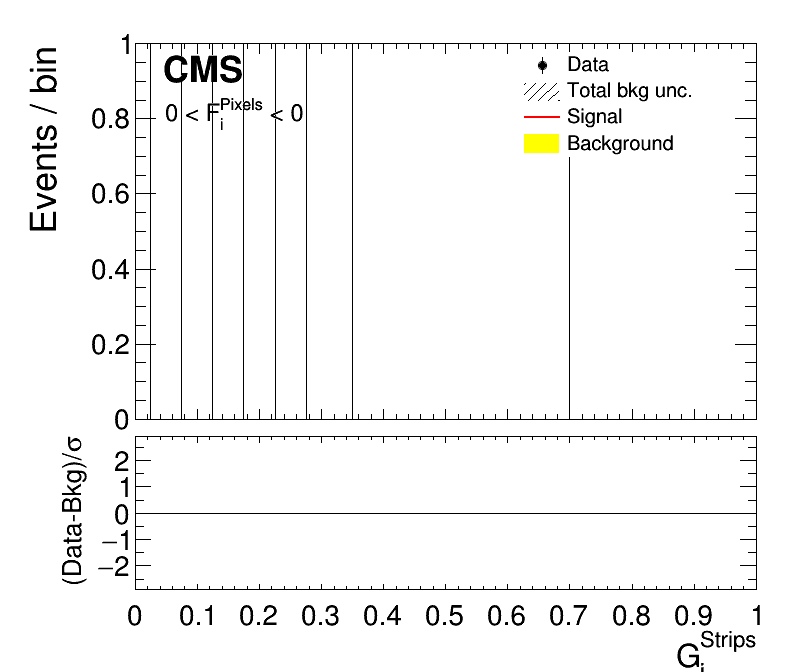 CMS
0 < F_i^Pixels < 0
Data
Total bkg unc.
Signal
Background
Events / bin
1
0.8
0.6
0.4
0.2
0
(Data-Bkg)/σ
2
1
0
−1
−2
0 0.1 0.2 0.3 0.4 0.5 0.6 0.7 0.8 0.9 1
G_i^Strips